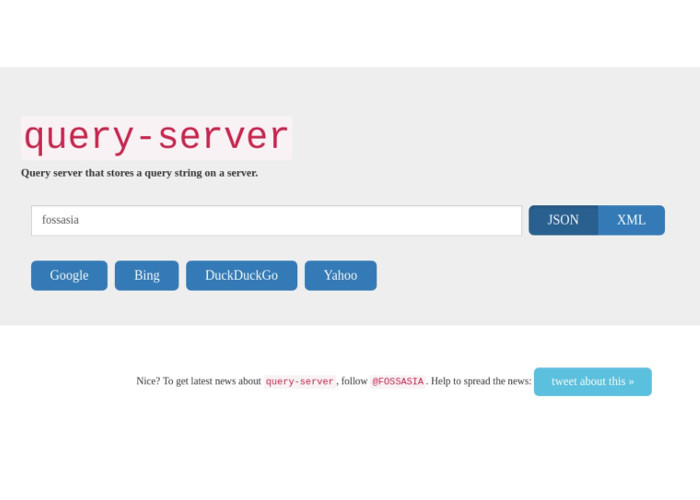 query-server
Query server that stores a query string on a server.
fossasia JSON XML
Google Bing DuckDuckGo Yahoo
Nice? To get latest news about query-server, follow @FOSSASIA. Help to spread the news: tweet about this »